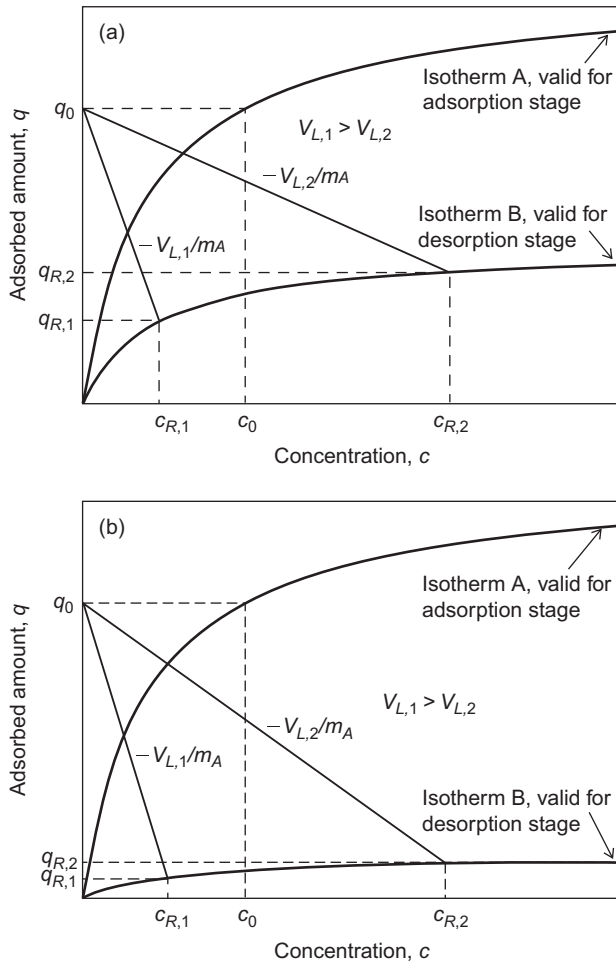 (a)
Isotherm A, valid for
adsorption stage
q0
VL,1 > VL,2
–VL,2/mA
Adsorbed amount, q
Isotherm B, valid for
desorption stage
–VL,1/mA
qR,2
qR,1
cR,1 c0 cR,2
Concentration, c
(b)
Isotherm A, valid for
adsorption stage
q0
Adsorbed amount, q
VL,1 > VL,2
–VL,2/mA
–VL,1/mA
Isotherm B, valid for
desorption stage
qR,2
qR,1
cR,1 c0 cR,2
Concentration, c